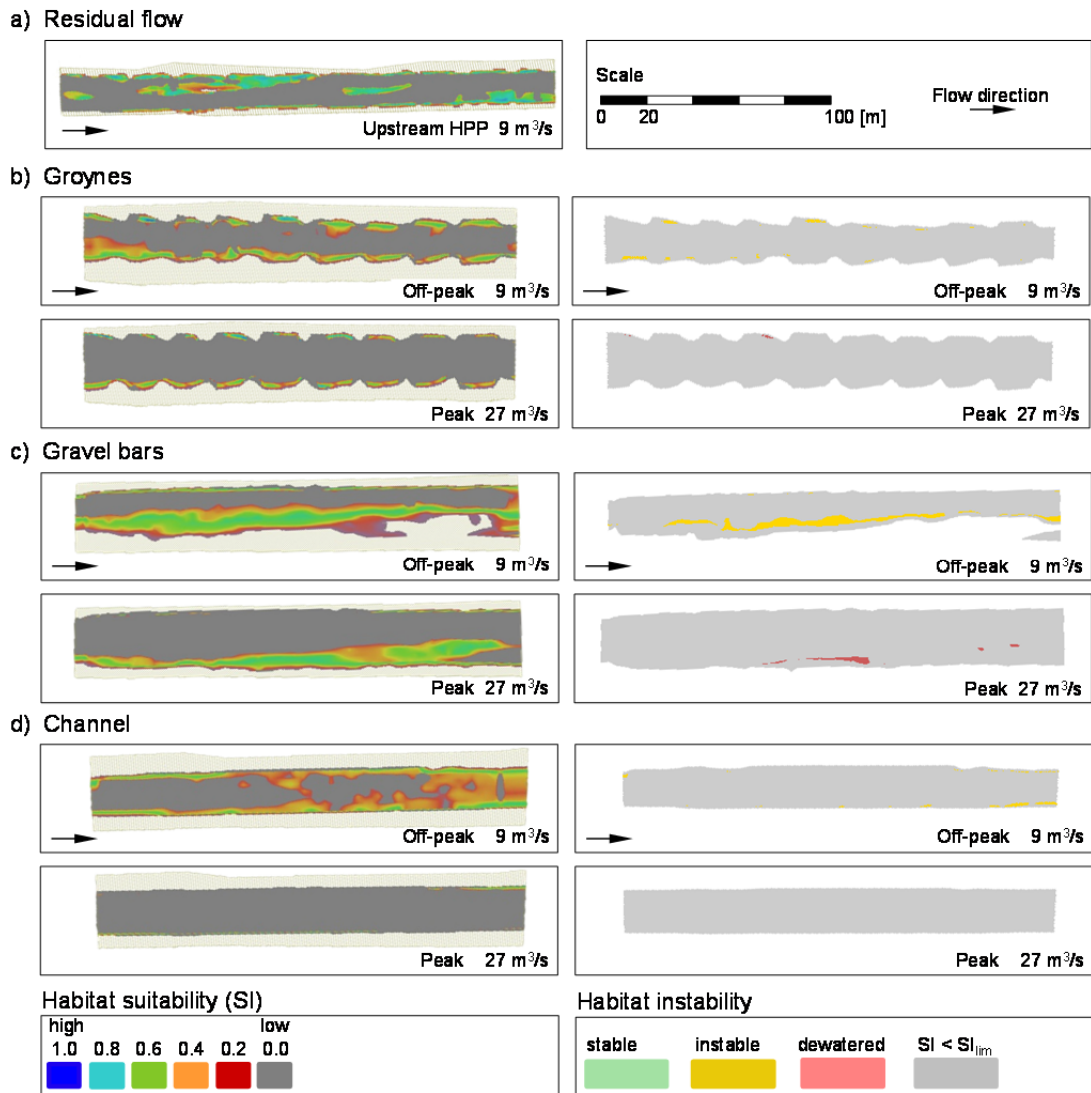 a) Residual flow
Upstream HPP 9 m³/s
Scale
0 20 100 [m]
Flow direction
b) Groynes
Off-peak 9 m³/s
Off-peak 9 m³/s
Peak 27 m³/s
Peak 27 m³/s
c) Gravel bars
Off-peak 9 m³/s
Off-peak 9 m³/s
Peak 27 m³/s
Peak 27 m³/s
d) Channel
Off-peak 9 m³/s
Off-peak 9 m³/s
Peak 27 m³/s
Peak 27 m³/s
Habitat suitability (SI)
high low
1.0 0.8 0.6 0.4 0.2 0.0
Habitat instability
stable instable dewatered SI < SIlim